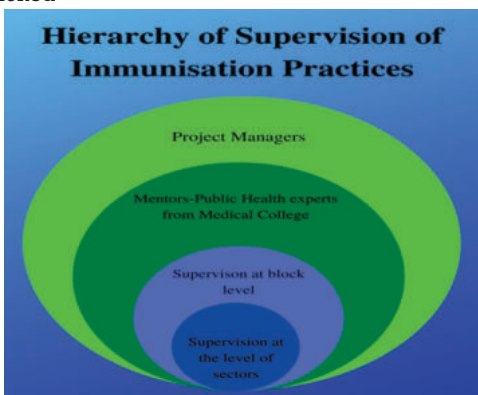 Hierarchy of Supervision of
Immunisation Practices
Project Managers
Mentors-Public Health experts
from Medical College
Supervison at block
level
Supervision at
the level of
sectors